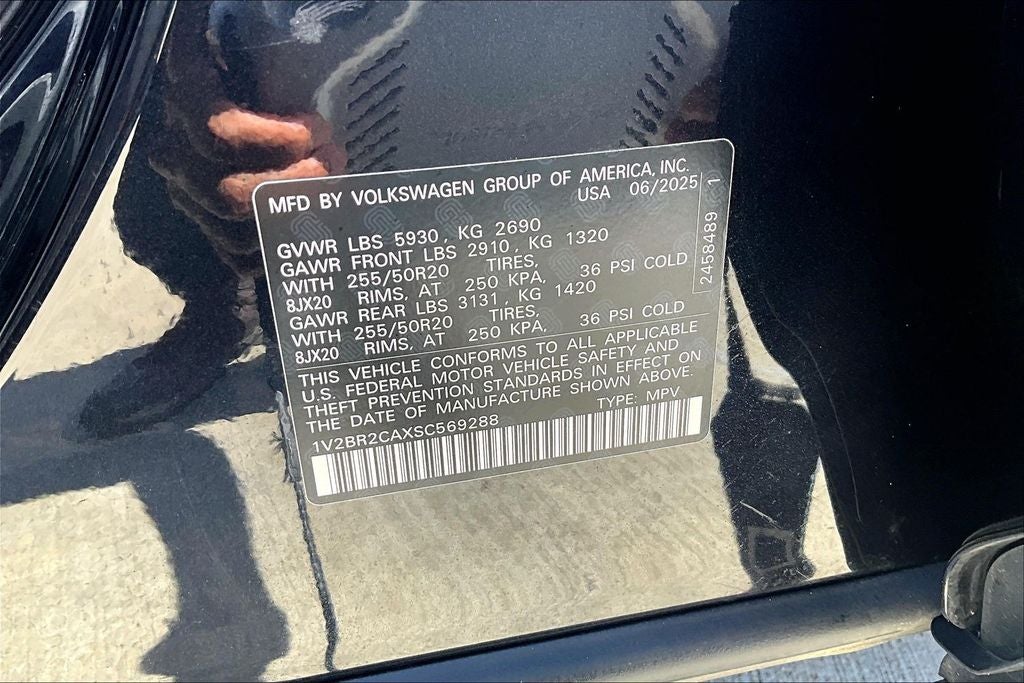 MFD BY VOLKSWAGEN GROUP OF AMERICA, INC.
USA 06/2025
GVWR LBS 5930, KG 2690
GAWR FRONT LBS 2910, KG 1320
WITH 255/50R20 TIRES,
8JX20 RIMS, AT 250 KPA, 36 PSI COLD
GAWR REAR LBS 3131, KG 1420
WITH 255/50R20 TIRES,
8JX20 RIMS, AT 250 KPA, 36 PSI COLD
THIS VEHICLE CONFORMS TO ALL APPLICABLE
U.S. FEDERAL MOTOR VEHICLE SAFETY AND
THEFT PREVENTION STANDARDS IN EFFECT ON
THE DATE OF MANUFACTURE SHOWN ABOVE.
1V2BR2CAXSC569288 TYPE: MPV
2458489 1